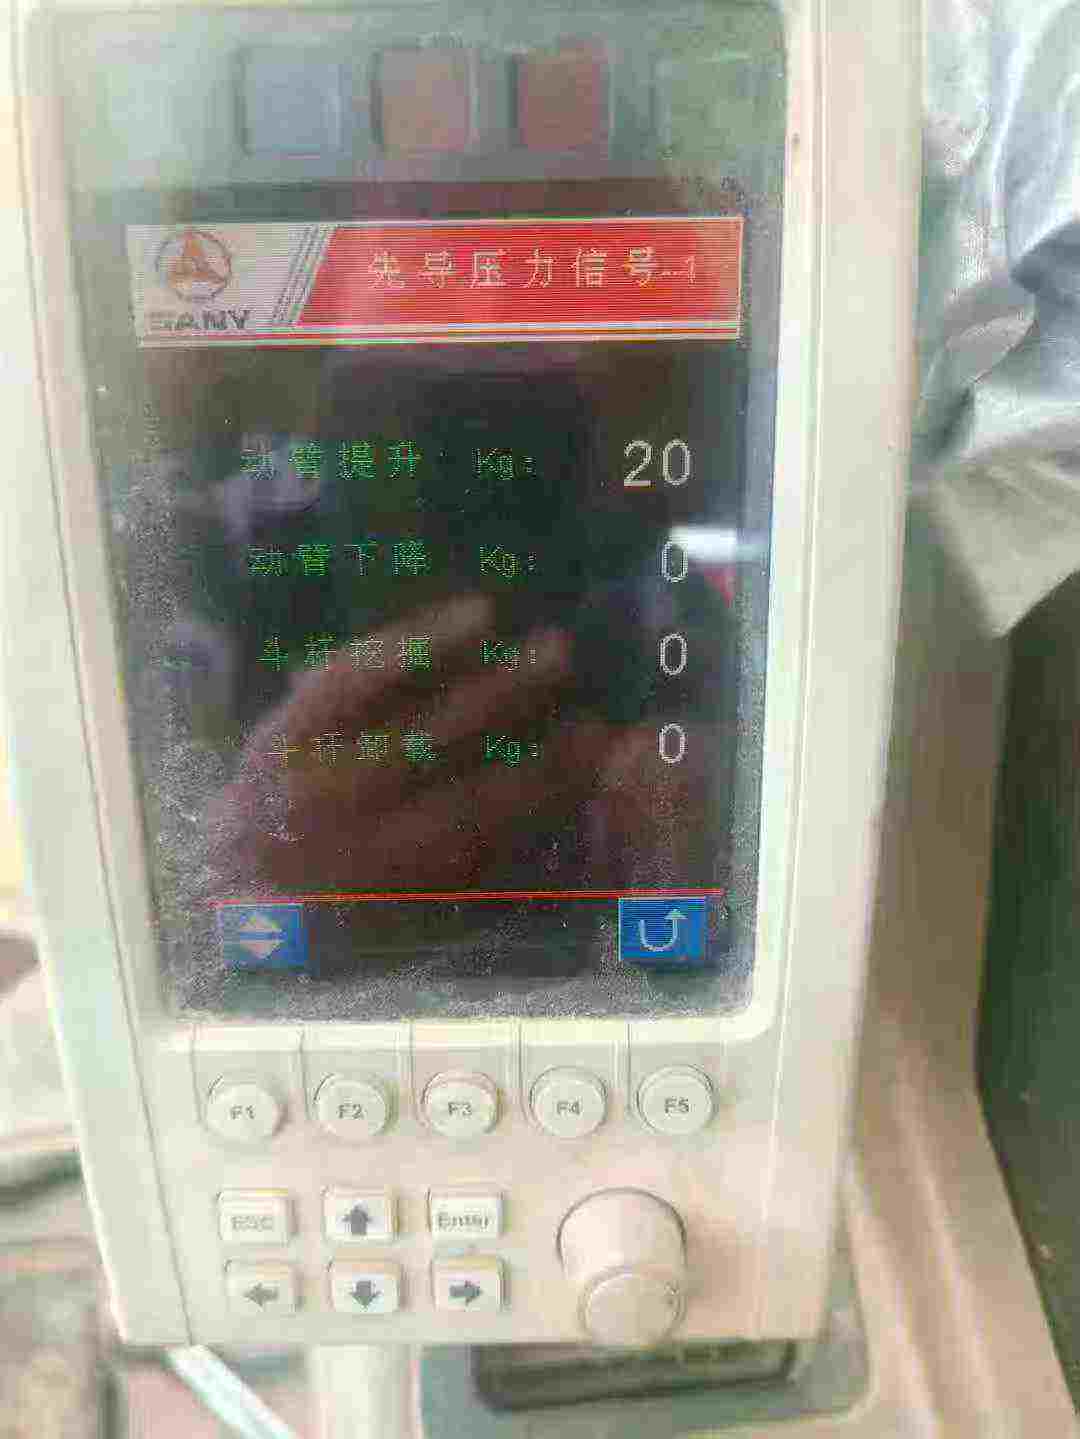 SANY
先导压力信号--1
动臂提升 Kg: 20
动臂下降 Kg: 0
斗杆挖掘 Kg: 0
斗杆卸载 Kg: 0
F1 F2 F3 F4 F5
ESC Enter